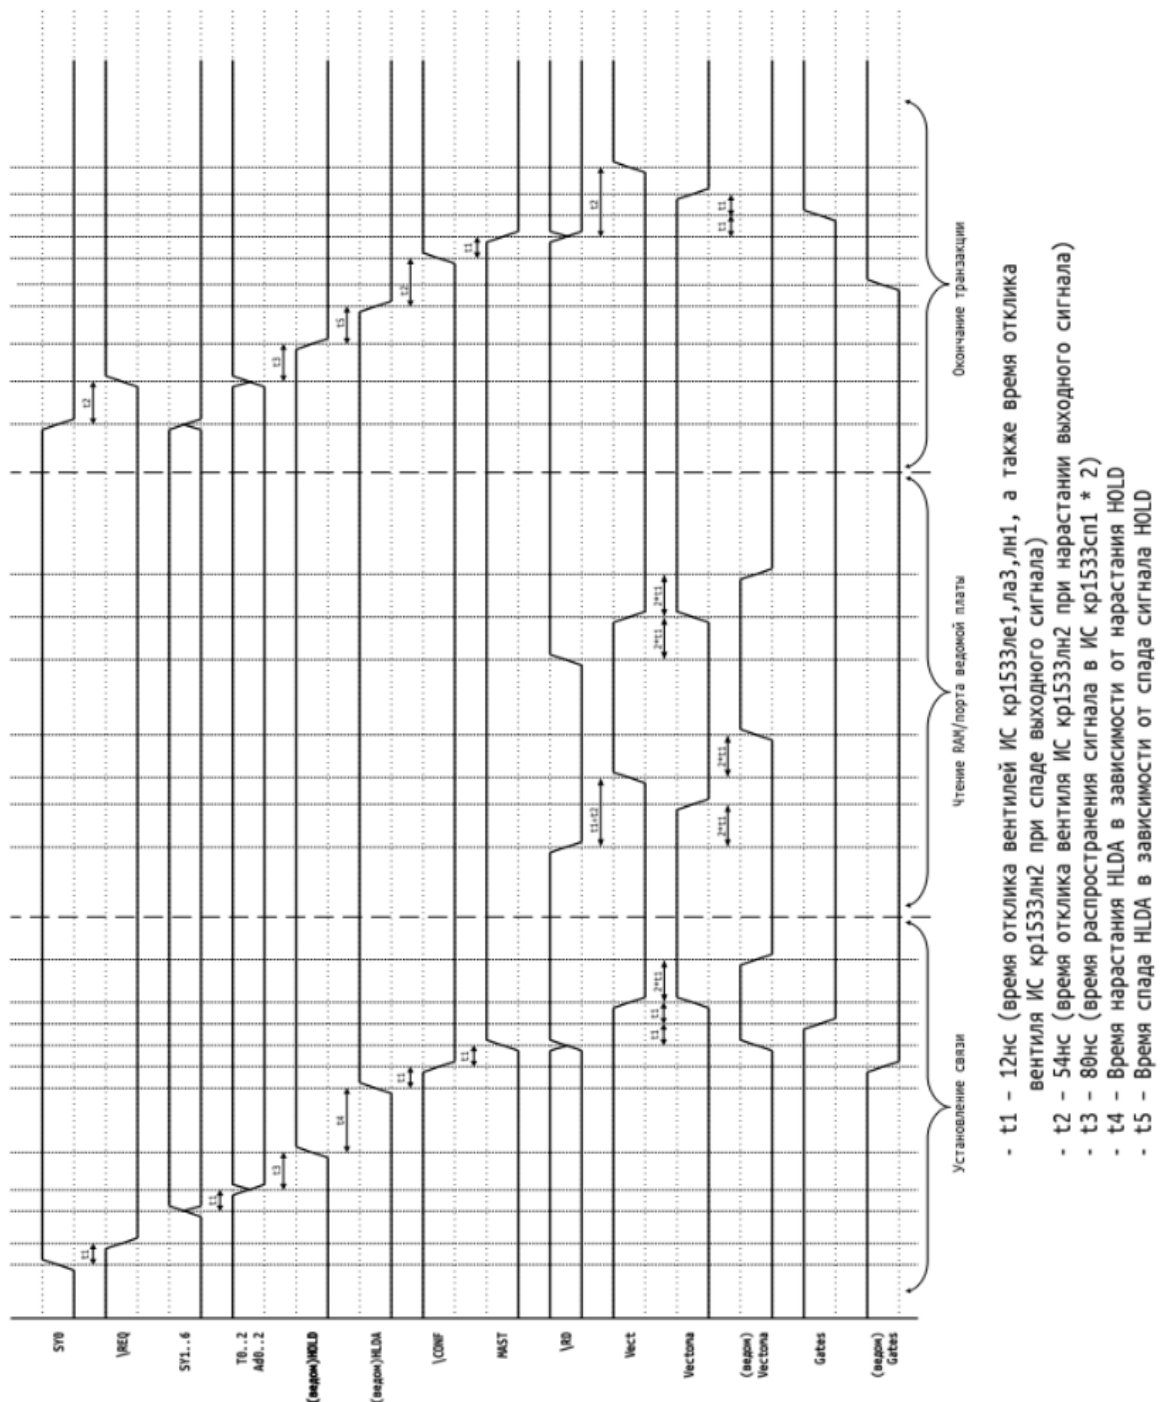 SY0
\REQ
SY1..6
T0..2
Ad0..2
(ведом)HOLD
(ведом)HLDA
\CONF
MAST
\RD
Vect
Vectona
(ведом)
Vectona
Gates
(ведом)
Gates
t1
t1
t3
t4
t1
t1
t1
t1
2*t1
2*t1
t1+t2
2*t1
2*t1
2*t1
t2
t3
t5
t2
t1
t2
t1
t1
Установление связи
Чтение RAM/порта ведомой платы
Окончание транзакции
- t1 – 12нс (время отклика вентилей ИС кр1533ле1,ла3,лн1, а также время отклика
вентиля ИС кр1533лн2 при спаде выходного сигнала)
- t2 – 54нс (время отклика вентиля ИС кр1533лн2 при нарастании выходного сигнала)
- t3 – 80нс (время распространения сигнала в ИС кр1533сп1 * 2)
- t4 – Время нарастания HLDA в зависимости от нарастания HOLD
- t5 – Время спада HLDA в зависимости от спада сигнала HOLD